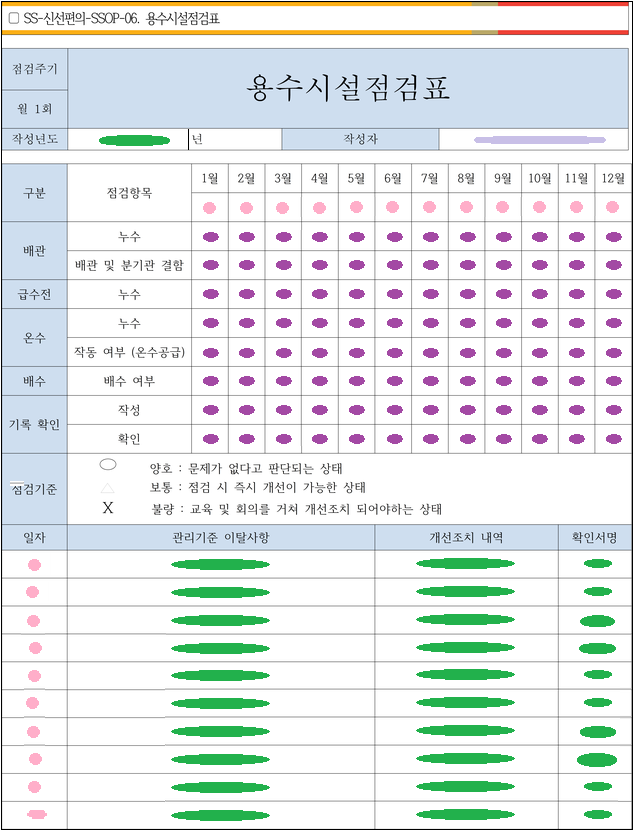 ▢ SS-신선편의-SSOP-06. 용수시설점검표
점검주기
용수시설점검표
월 1회
작성년도 년 작성자
구분 점검항목 1월 2월 3월 4월 5월 6월 7월 8월 9월 10월 11월 12월
배관 누수
배관 및 분기관 결함
급수전 누수
온수 누수
작동 여부 (온수공급)
배수 배수 여부
기록 확인 작성
확인
점검기준
양호 : 문제가 없다고 판단되는 상태
△ 보통 : 점검 시 즉시 개선이 가능한 상태
X 불량 : 교육 및 회의를 거쳐 개선조치 되어야하는 상태
일자 관리기준 이탈사항 개선조치 내역 확인서명